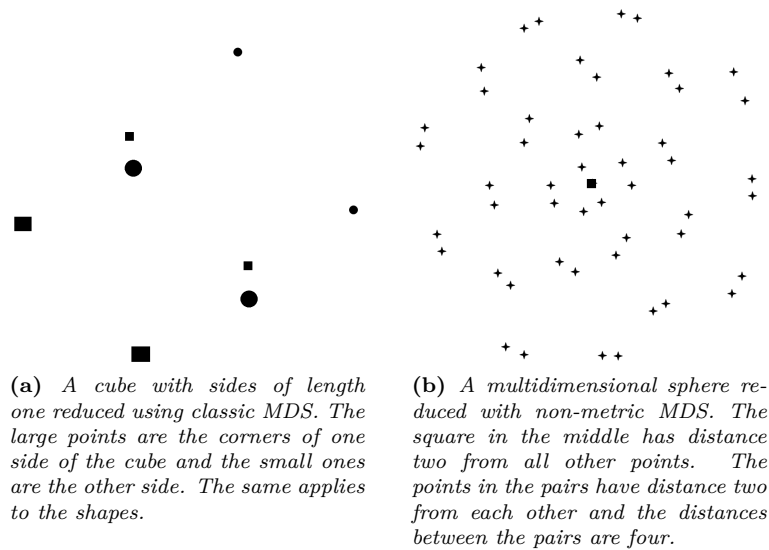 (a) A cube with sides of length
one reduced using classic MDS. The
large points are the corners of one
side of the cube and the small ones
are the other side. The same applies
to the shapes.
(b) A multidimensional sphere re-
duced with non-metric MDS. The
square in the middle has distance
two from all other points. The
points in the pairs have distance two
from each other and the distances
between the pairs are four.